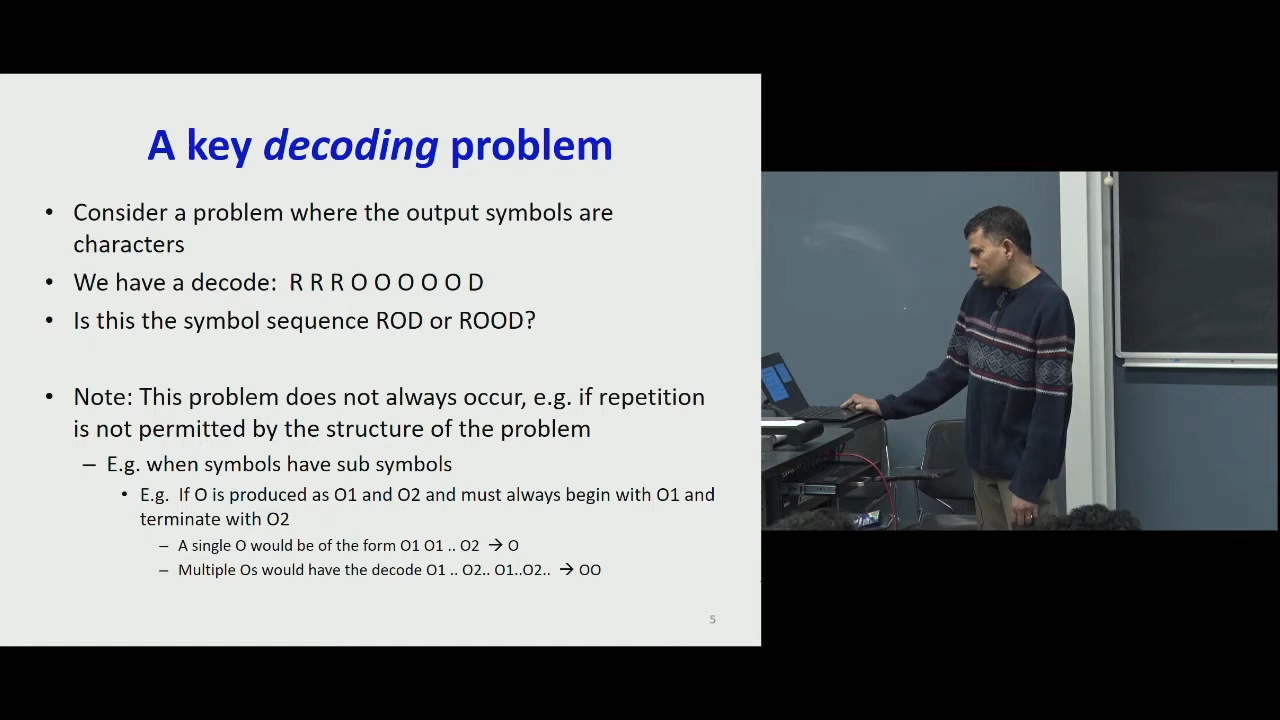 A key decoding problem
• Consider a problem where the output symbols are
characters
• We have a decode: R R R O O O O O D
• Is this the symbol sequence ROD or ROOD?
• Note: This problem does not always occur, e.g. if repetition
is not permitted by the structure of the problem
– E.g. when symbols have sub symbols
• E.g. If O is produced as O1 and O2 and must always begin with O1 and
terminate with O2
– A single O would be of the form O1 O1 .. O2 → O
– Multiple Os would have the decode O1 .. O2.. O1..O2.. → OO
5